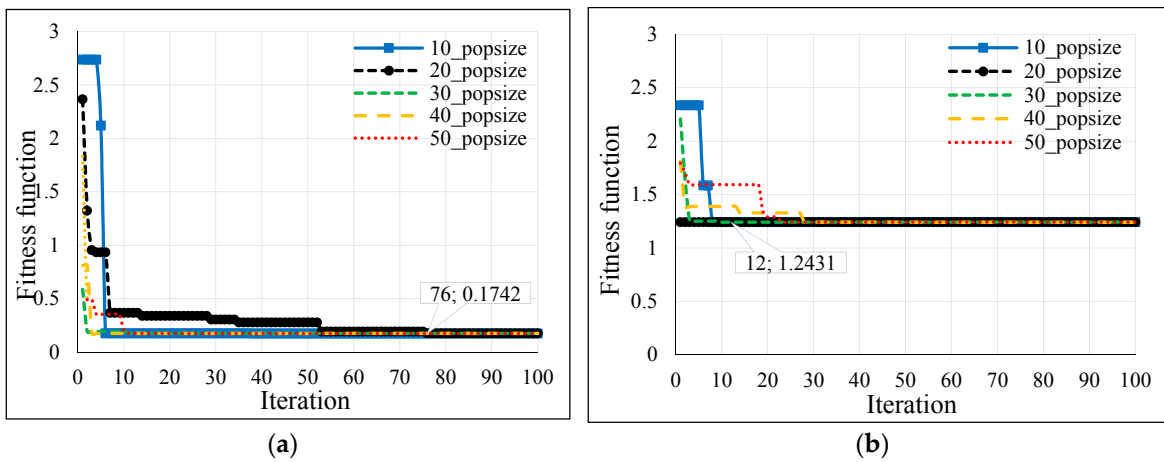 3
2.5
2
1.5
1
0.5
0
Fitness function
10_popsize
20_popsize
30_popsize
40_popsize
50_popsize
76; 0.1742
0 10 20 30 40 50 60 70 80 90 100
Iteration
(a)
3
2.5
2
1.5
1
0.5
0
Fitness function
10_popsize
20_popsize
30_popsize
40_popsize
50_popsize
12; 1.2431
0 10 20 30 40 50 60 70 80 90 100
Iteration
(b)